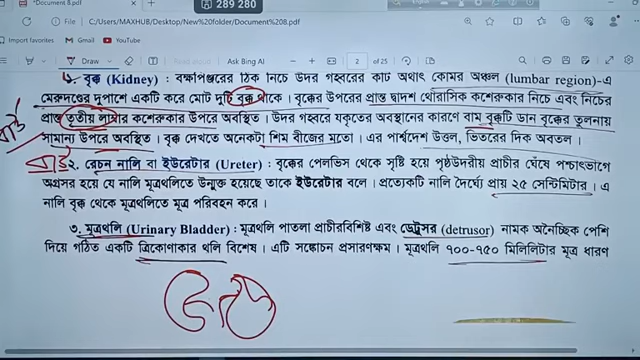 *Document 8.pdf
289 280
File
C:/Users/MAXHUB/Desktop/New%20folder/Document%208.pdf
Import favorites
Gmail
YouTube
Maps
Draw
Read aloud
Ask Bing AI
2
of 25
১. বৃক্ক (Kidney) : বক্ষপিঞ্জরের ঠিক নিচে উদর গহ্বরের কটি অর্থাৎ কোমর অঞ্চল (lumbar region)-এ
মেরুদণ্ডের দুপাশে একটি করে মোট দুটি বৃক্ক থাকে। বৃক্কের উপরের প্রান্ত দ্বাদশ থোরাসিক কশেরুকার নিচে এবং নিচের
প্রান্ত তৃতীয় লাম্বার কশেরুকার উপরে অবস্থিত। উদর গহবরে যকৃতের অবস্থানের কারণে বাম বৃক্কটি ডান বৃক্কের তুলনায়
সামান্য উপরে অবস্থিত। বৃক্ক দেখতে অনেকটা শিম বীজের মতো। এর পার্শ্বদেশ উত্তল, ভিতরের দিক অবতল।
২. রেচন নালি বা ইউরেটার (Ureter) : বৃক্কের পেলভিস থেকে সৃষ্টি হয়ে পৃষ্ঠউদরীয় প্রাচীর ঘেঁষে পশ্চাৎভাগে
অগ্রসর হয়ে যে নালি মূত্রথলিতে উন্মুক্ত হয়েছে তাকে ইউরেটার বলে। প্রত্যেকটি নালি দৈর্ঘ্যে প্রায় ২৫ সেন্টিমিটার। এ
নালি বৃক্ক থেকে মূত্রথলিতে মূত্র পরিবহন করে।
৩. মূত্রথলি (Urinary Bladder) : মূত্রথলি পাতলা প্রাচীরবিশিষ্ট এবং ডেট্রুসর (detrusor) নামক অনৈচ্ছিক পেশি
দিয়ে গঠিত একটি ত্রিকোণাকার থলি বিশেষ। এটি সঙ্কোচন প্রসারণক্ষম। মূত্রথলি ৭০০-৭৫০ মিলিলিটার মূত্র ধারণ